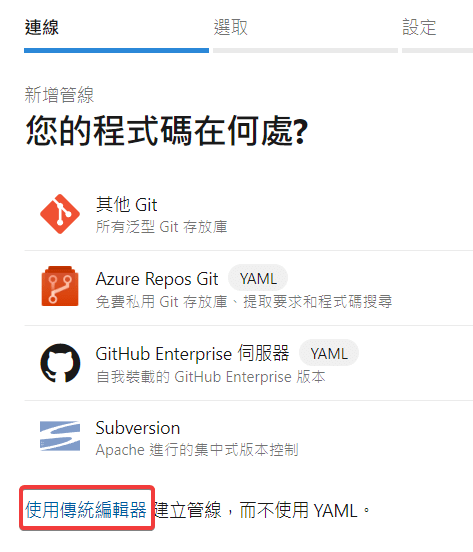 連線 選取 設定
新增管線
您的程式碼在何處?
其他 Git
所有泛型 Git 存放庫
Azure Repos Git YAML
免費私用 Git 存放庫、提取要求和程式碼搜尋
GitHub Enterprise 伺服器 YAML
自我裝載的 GitHub Enterprise 版本
Subversion
Apache 進行的集中式版本控制
使用傳統編輯器 建立管線，而不使用 YAML。